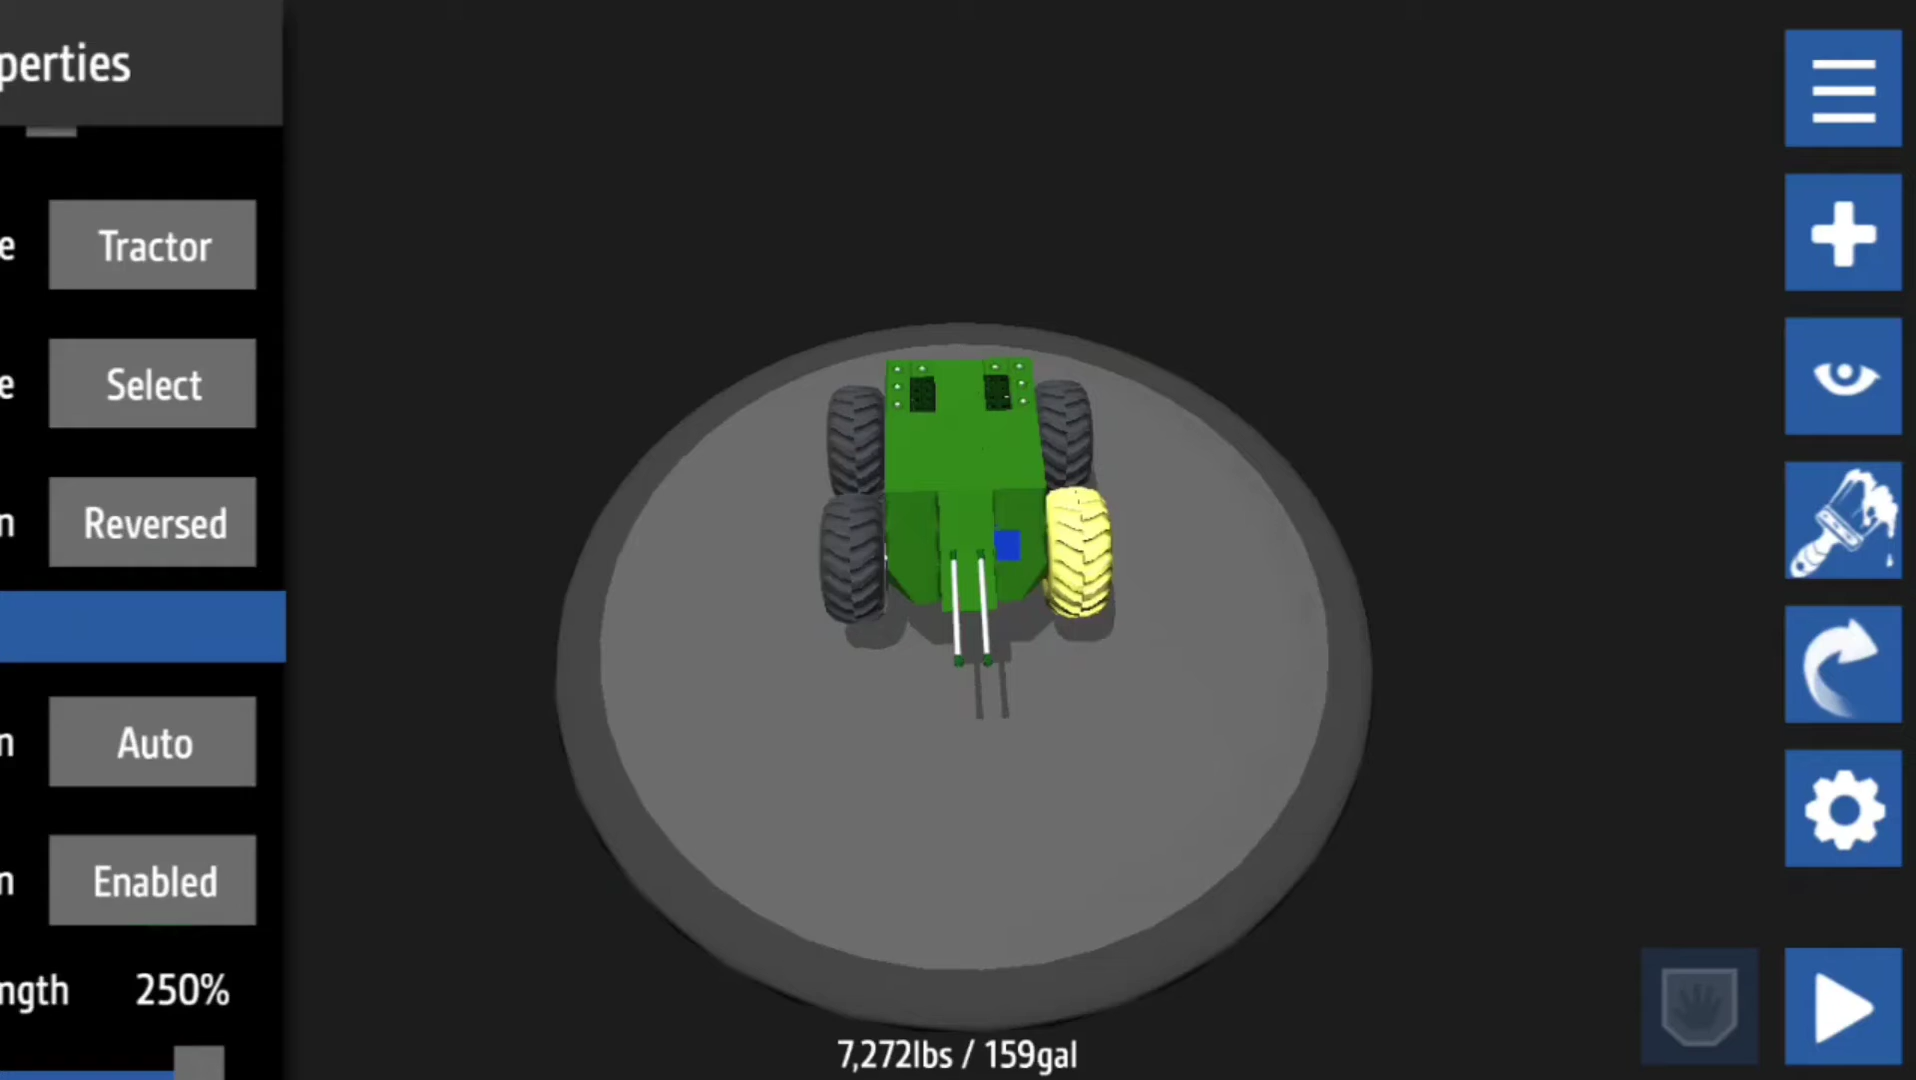 perties
e Tractor
e Select
n Reversed
n Auto
n Enabled
ngth 250%
7,272lbs / 159gal